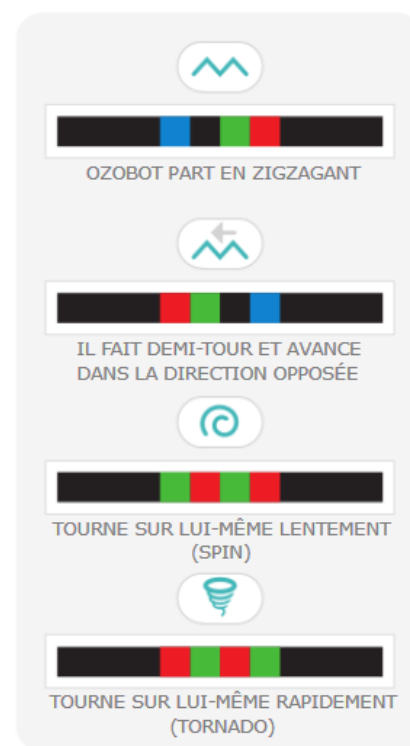 OZOBOT PART EN ZIGZAGANT
IL FAIT DEMI-TOUR ET AVANCE
DANS LA DIRECTION OPPOSÉE
TOURNE SUR LUI-MÊME LENTEMENT
(SPIN)
TOURNE SUR LUI-MÊME RAPIDEMENT
(TORNADO)